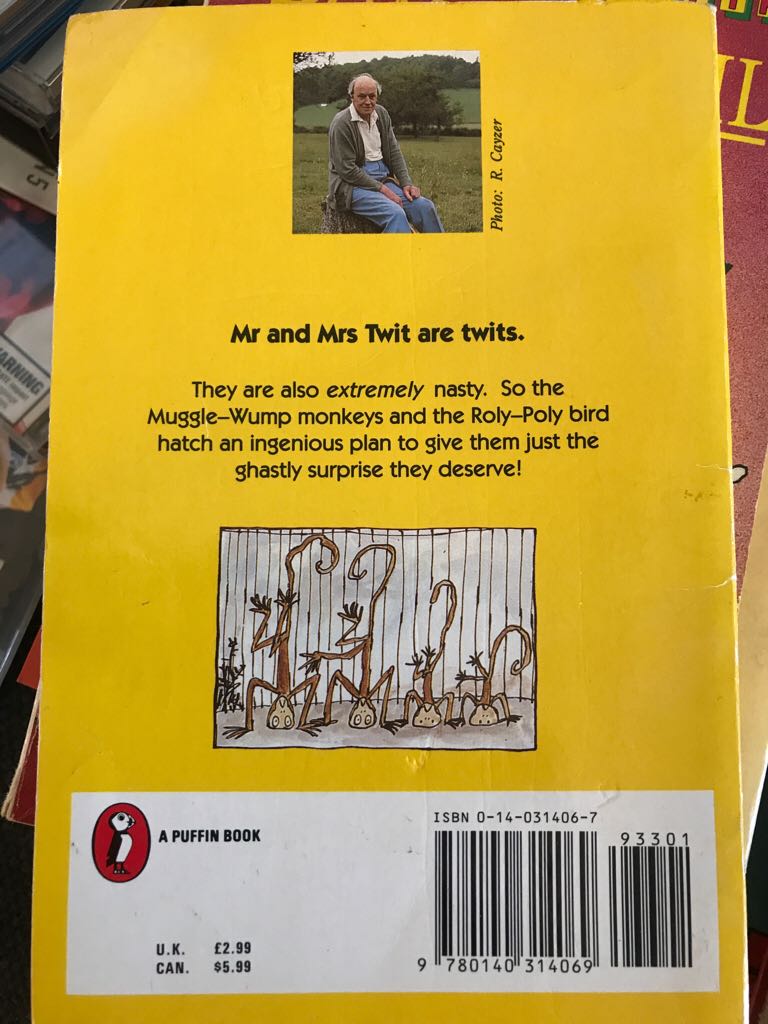 Photo: R. Cayzer
Mr and Mrs Twit are twits.
They are also extremely nasty. So the
Muggle–Wump monkeys and the Roly–Poly bird
hatch an ingenious plan to give them just the
ghastly surprise they deserve!
A PUFFIN BOOK
U.K. £2.99
CAN. $5.99
ISBN 0-14-031406-7
93301
9 780140 314069